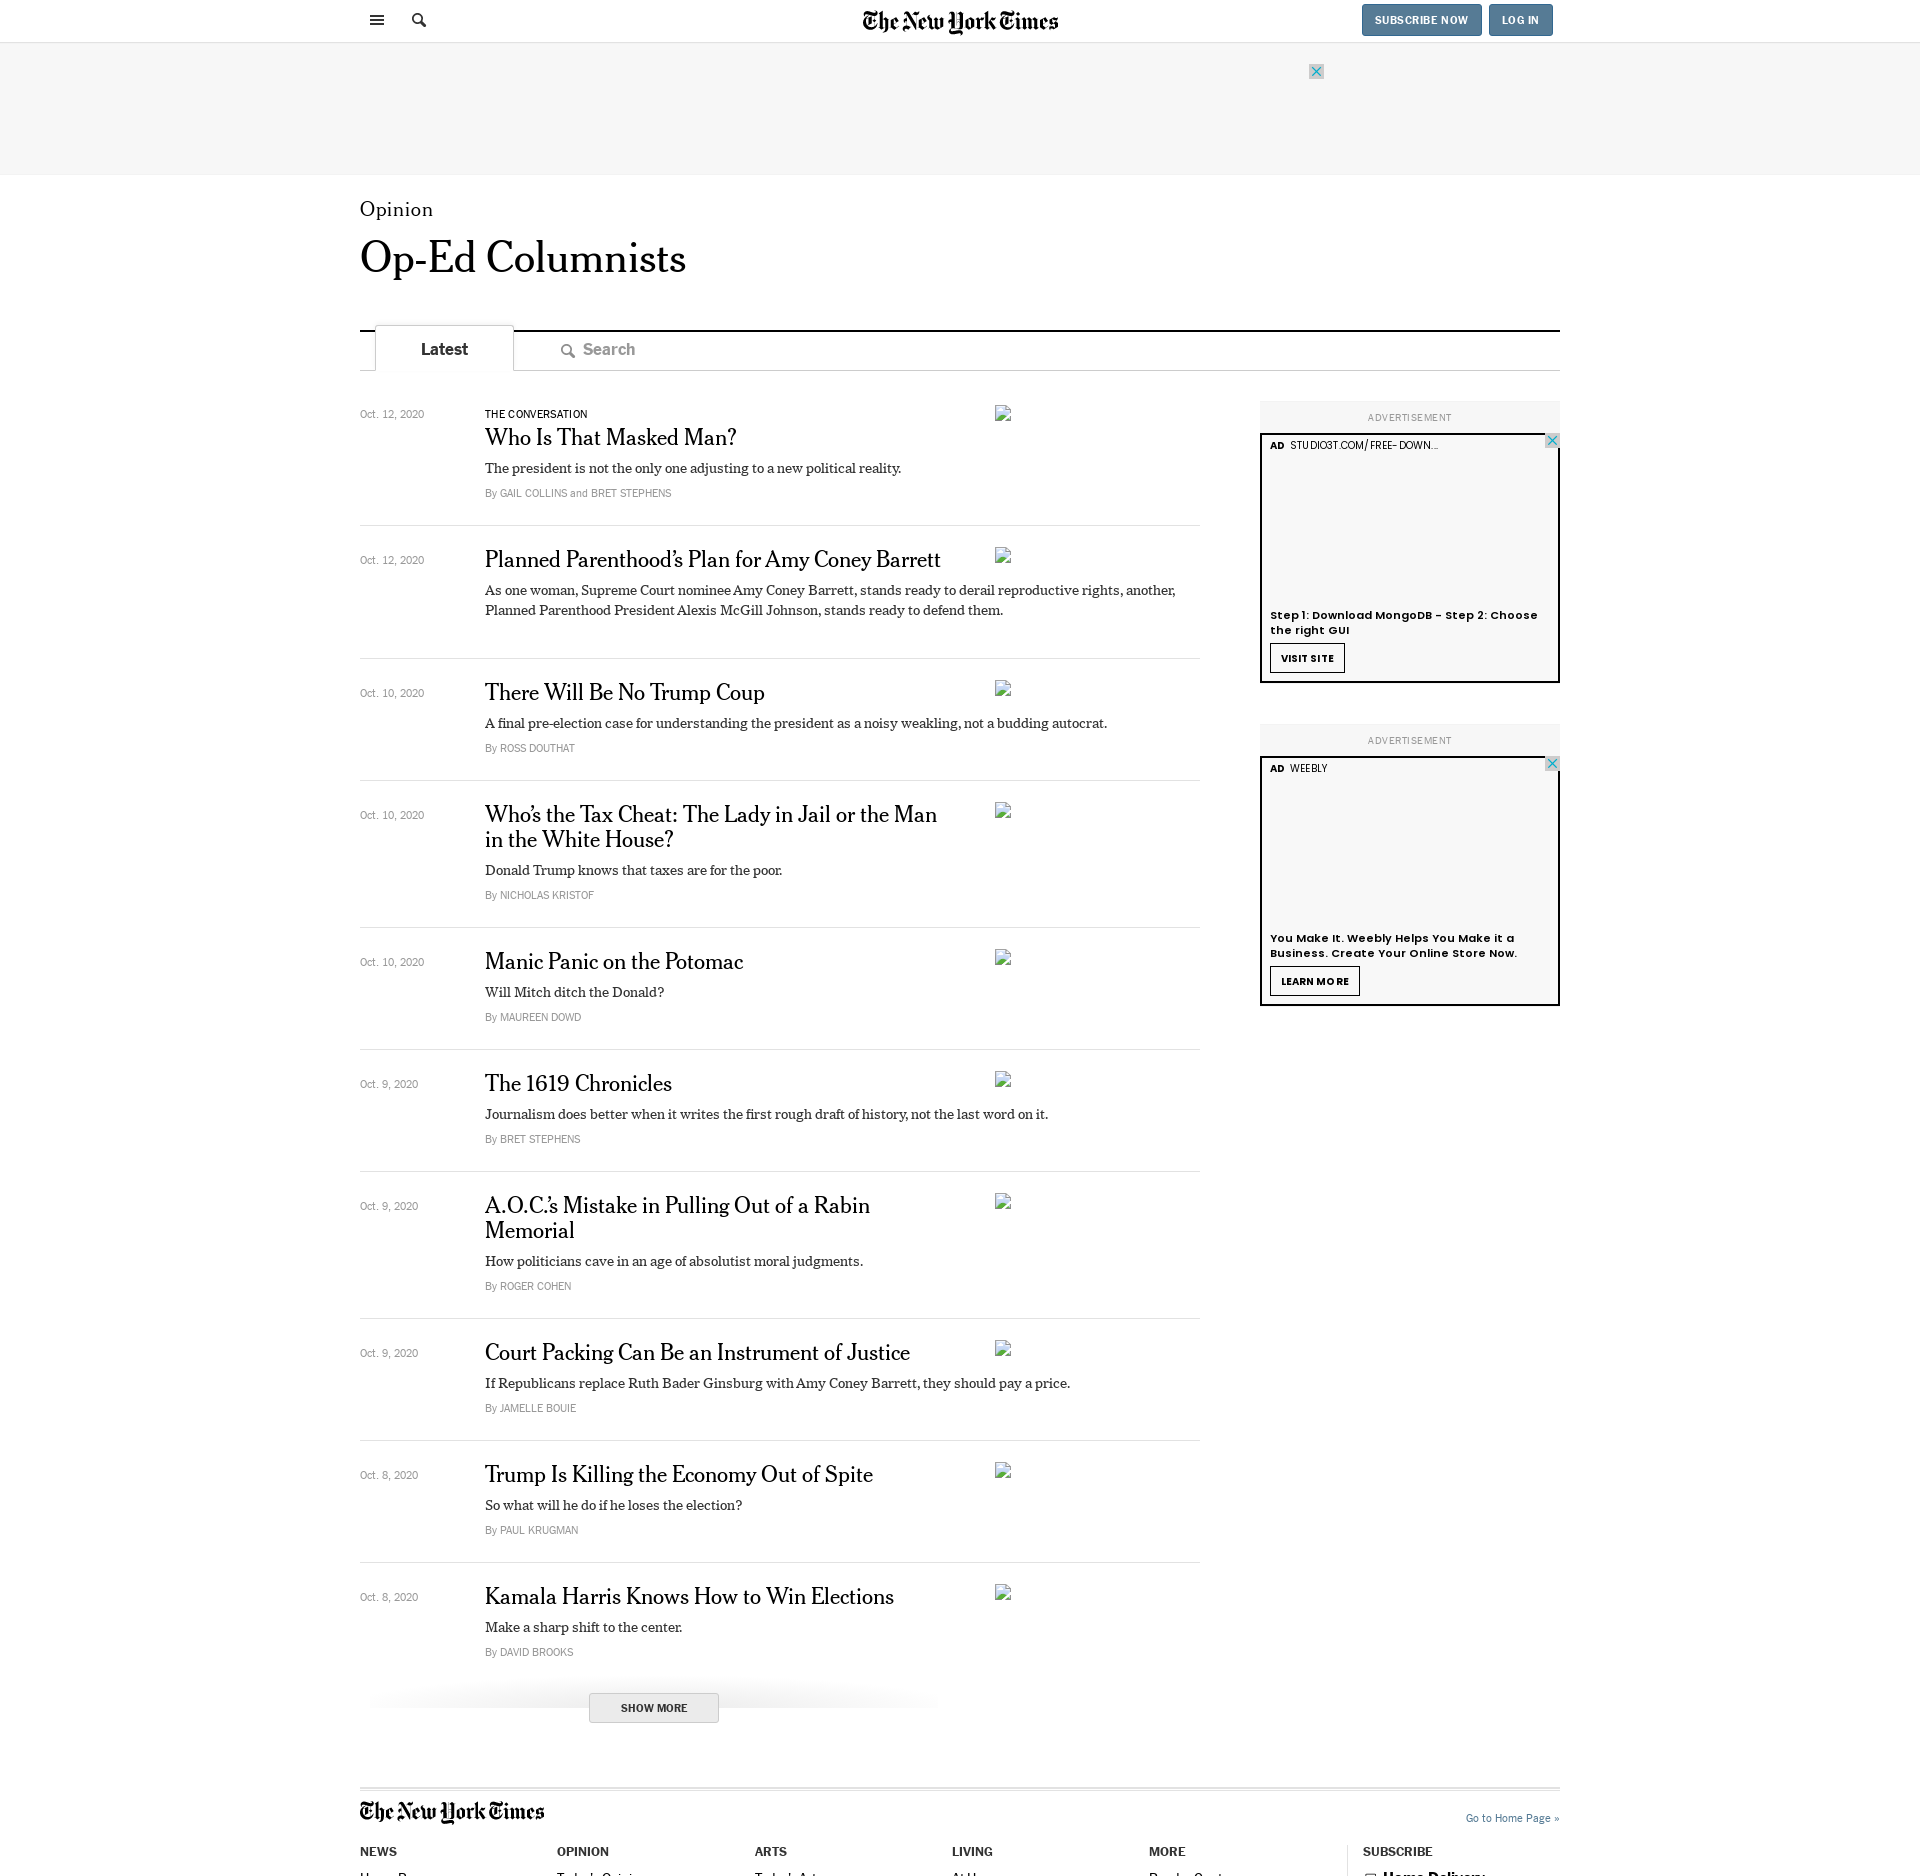 The New York Times
SUBSCRIBE NOW
LOG IN
Opinion
Op-Ed Columnists
Latest
Search
Oct. 12, 2020
THE CONVERSATION
Who Is That Masked Man?
The president is not the only one adjusting to a new political reality.
By GAIL COLLINS and BRET STEPHENS
Oct. 12, 2020
Planned Parenthood’s Plan for Amy Coney Barrett
As one woman, Supreme Court nominee Amy Coney Barrett, stands ready to derail reproductive rights, another,
Planned Parenthood President Alexis McGill Johnson, stands ready to defend them.
Oct. 10, 2020
There Will Be No Trump Coup
A final pre-election case for understanding the president as a noisy weakling, not a budding autocrat.
By ROSS DOUTHAT
Oct. 10, 2020
Who’s the Tax Cheat: The Lady in Jail or the Man
in the White House?
Donald Trump knows that taxes are for the poor.
By NICHOLAS KRISTOF
Oct. 10, 2020
Manic Panic on the Potomac
Will Mitch ditch the Donald?
By MAUREEN DOWD
Oct. 9, 2020
The 1619 Chronicles
Journalism does better when it writes the first rough draft of history, not the last word on it.
By BRET STEPHENS
Oct. 9, 2020
A.O.C.’s Mistake in Pulling Out of a Rabin
Memorial
How politicians cave in an age of absolutist moral judgments.
By ROGER COHEN
Oct. 9, 2020
Court Packing Can Be an Instrument of Justice
If Republicans replace Ruth Bader Ginsburg with Amy Coney Barrett, they should pay a price.
By JAMELLE BOUIE
Oct. 8, 2020
Trump Is Killing the Economy Out of Spite
So what will he do if he loses the election?
By PAUL KRUGMAN
Oct. 8, 2020
Kamala Harris Knows How to Win Elections
Make a sharp shift to the center.
By DAVID BROOKS
SHOW MORE
ADVERTISEMENT
AD STUDIO3T.COM/FREE-DOWN...
Step 1: Download MongoDB - Step 2: Choose
the right GUI
VISIT SITE
ADVERTISEMENT
AD WEEBLY
You Make It. Weebly Helps You Make it a
Business. Create Your Online Store Now.
LEARN MORE
The New York Times
Go to Home Page »
NEWS
OPINION
ARTS
LIVING
MORE
SUBSCRIBE
Home Delivery